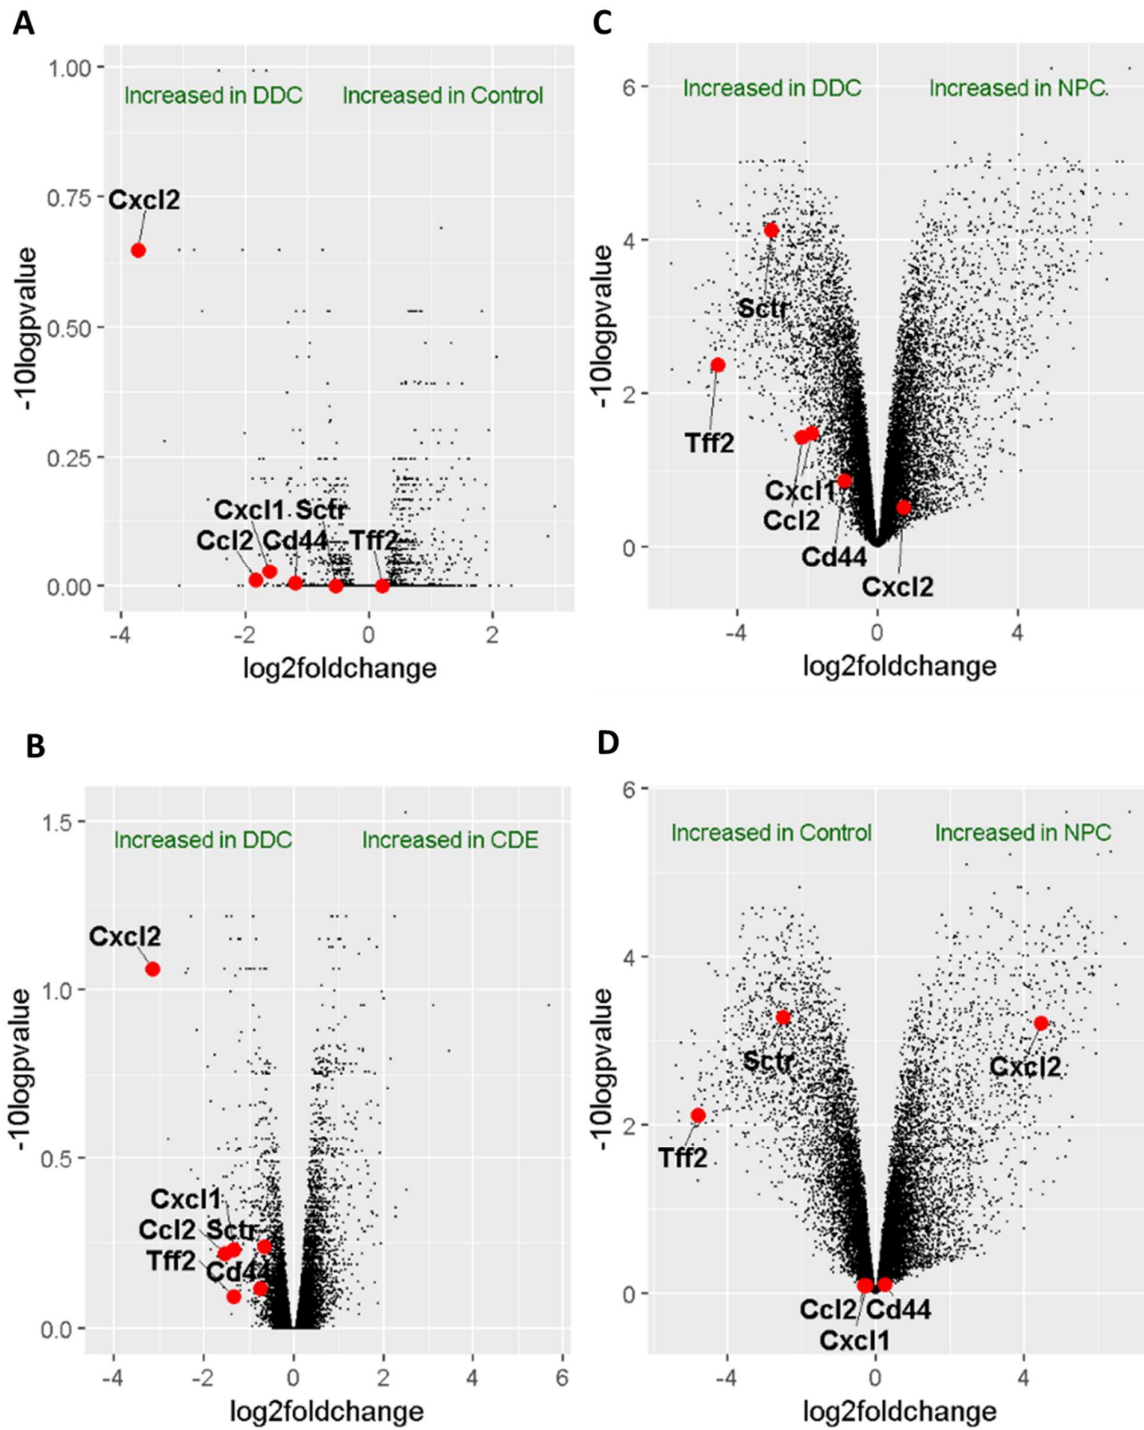 A
1.00
Increased in DDC Increased in Control
Cxcl2
0.75
-10logpvalue
0.50
0.25
Cxcl1 Sctr
Ccl2 Cd44 Tff2
0.00
-4 -2 0 2
log2foldchange
C
6
Increased in DDC Increased in NPC
4
-10logpvalue
Sctr
2
Tff2
Cxcl1
Ccl2
0
Cd44
Cxcl2
-4 0 4
log2foldchange
B
1.5
Increased in DDC Increased in CDE
Cxcl2
1.0
-10logpvalue
0.5
Cxcl1
Ccl2 Sctr
Tff2 Cd44
0.0
-4 -2 0 2 4 6
log2foldchange
D
6
Increased in Control Increased in NPC
4
-10logpvalue
Sctr Cxcl2
2
Tff2
0
Ccl2 Cd44
Cxcl1
-4 0 4
log2foldchange